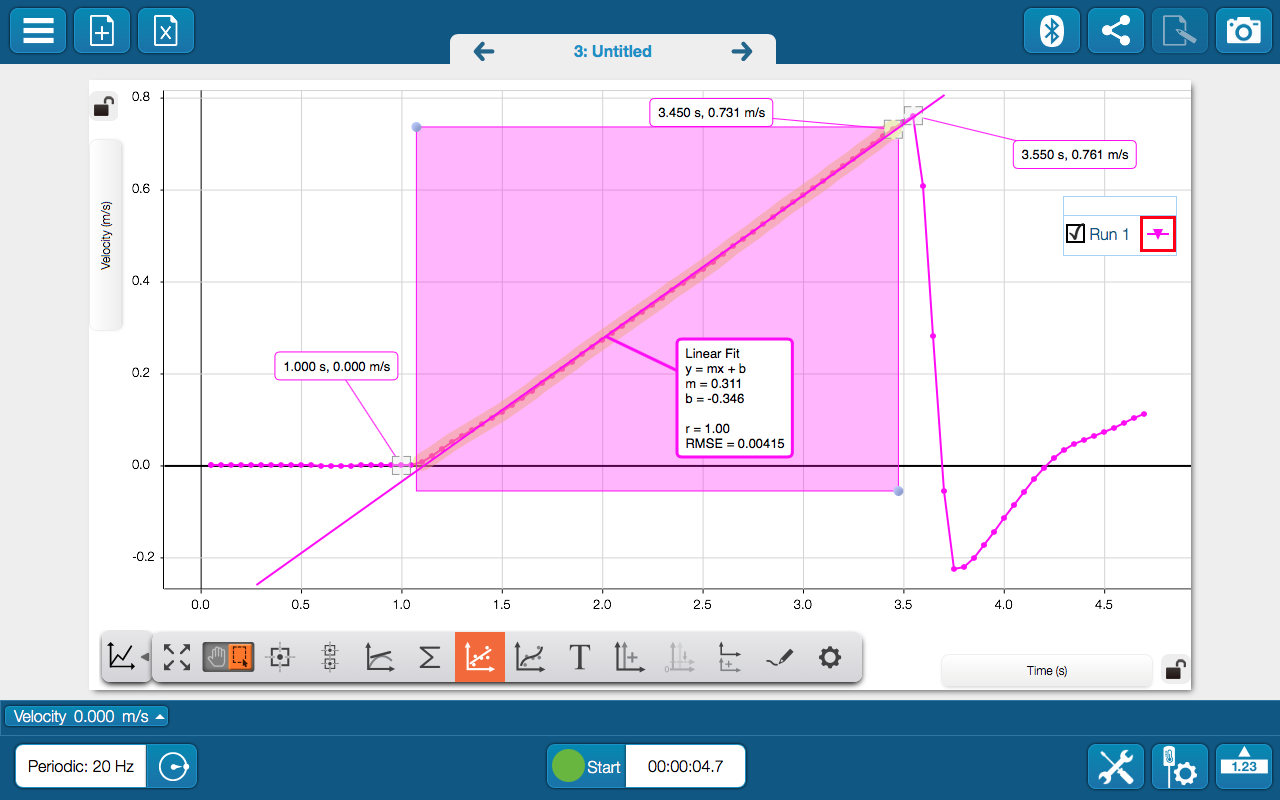 3: Untitled
0.8
0.6
0.4
0.2
0.0
-0.2
Velocity (m/s)
3.450 s, 0.731 m/s
3.550 s, 0.761 m/s
Run 1
1.000 s, 0.000 m/s
Linear Fit
y = mx + b
m = 0.311
b = -0.346
r = 1.00
RMSE = 0.00415
0.0 0.5 1.0 1.5 2.0 2.5 3.0 3.5 4.0 4.5
Σ T 0
Time (s)
Velocity 0.000 m/s
Periodic: 20 Hz
Start
00:00:04.7
1.23